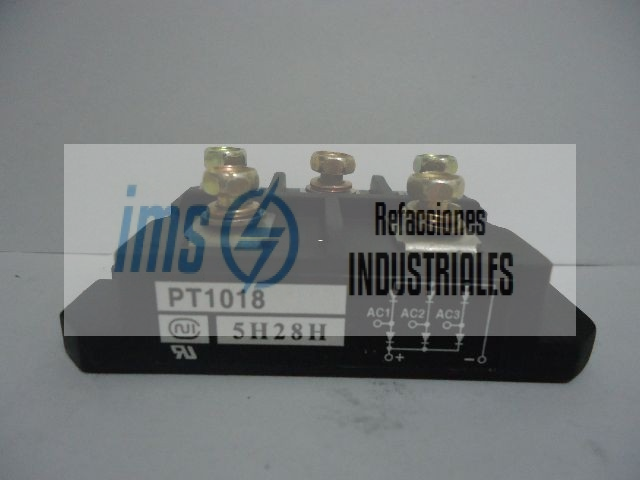 ims
Refacciones
INDUSTRIALES
PT1018
5H28H
AC1 AC2 AC3
+ −